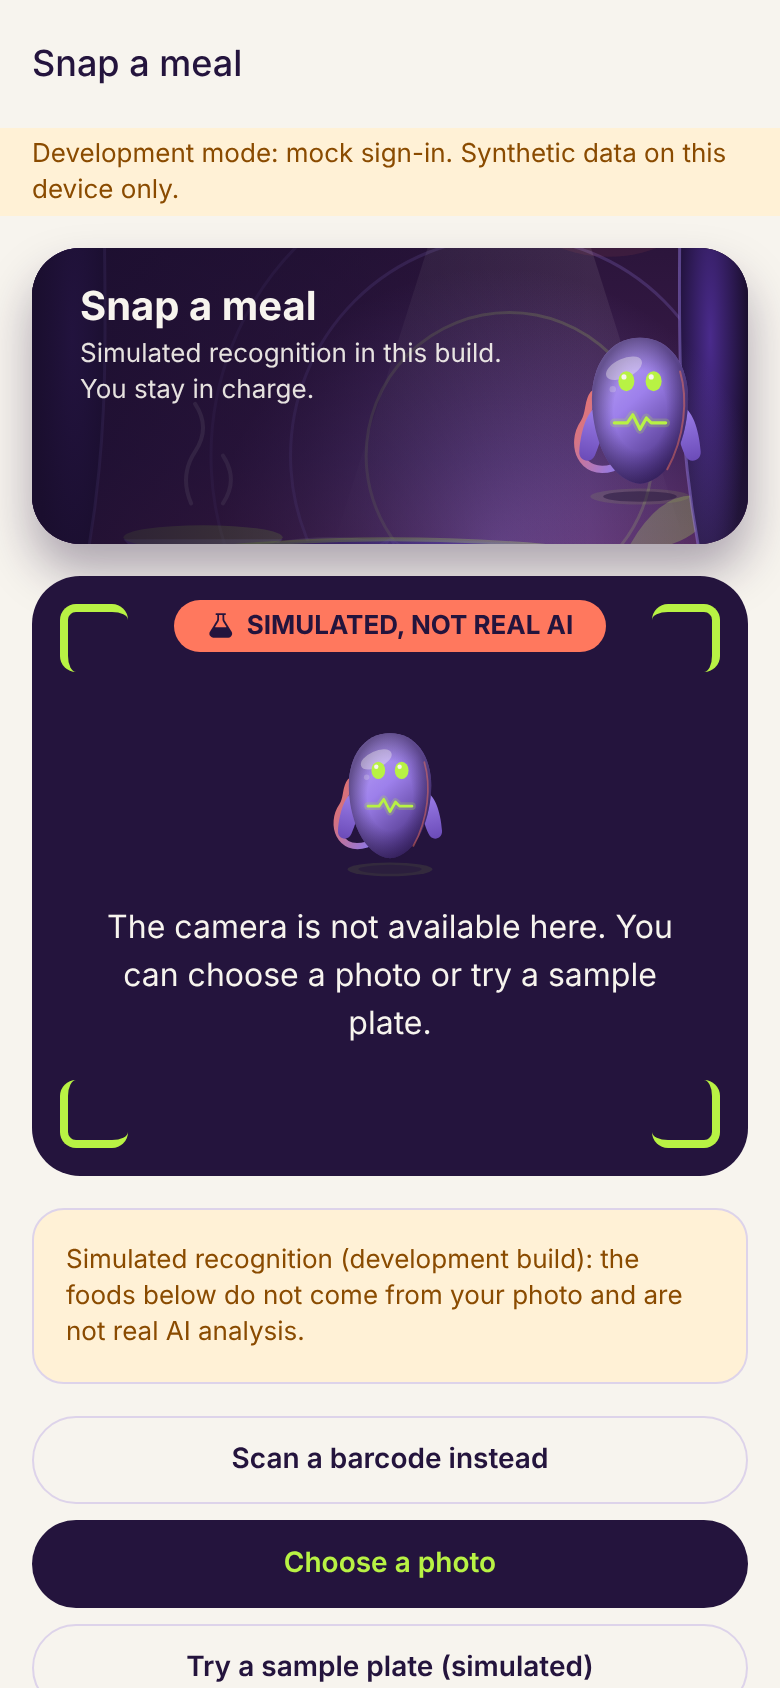 Snap a meal
Development mode: mock sign-in. Synthetic data on this
device only.
Snap a meal
Simulated recognition in this build.
You stay in charge.
SIMULATED, NOT REAL AI
The camera is not available here. You
can choose a photo or try a sample
plate.
Simulated recognition (development build): the
foods below do not come from your photo and are
not real AI analysis.
Scan a barcode instead
Choose a photo
Try a sample plate (simulated)